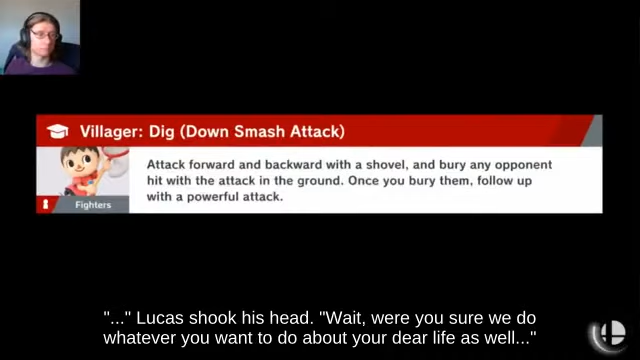 Villager: Dig (Down Smash Attack)
Attack forward and backward with a shovel, and bury any opponent
hit with the attack in the ground. Once you bury them, follow up
with a powerful attack.
Fighters
"..." Lucas shook his head. "Wait, were you sure we do
whatever you want to do about your dear life as well..."